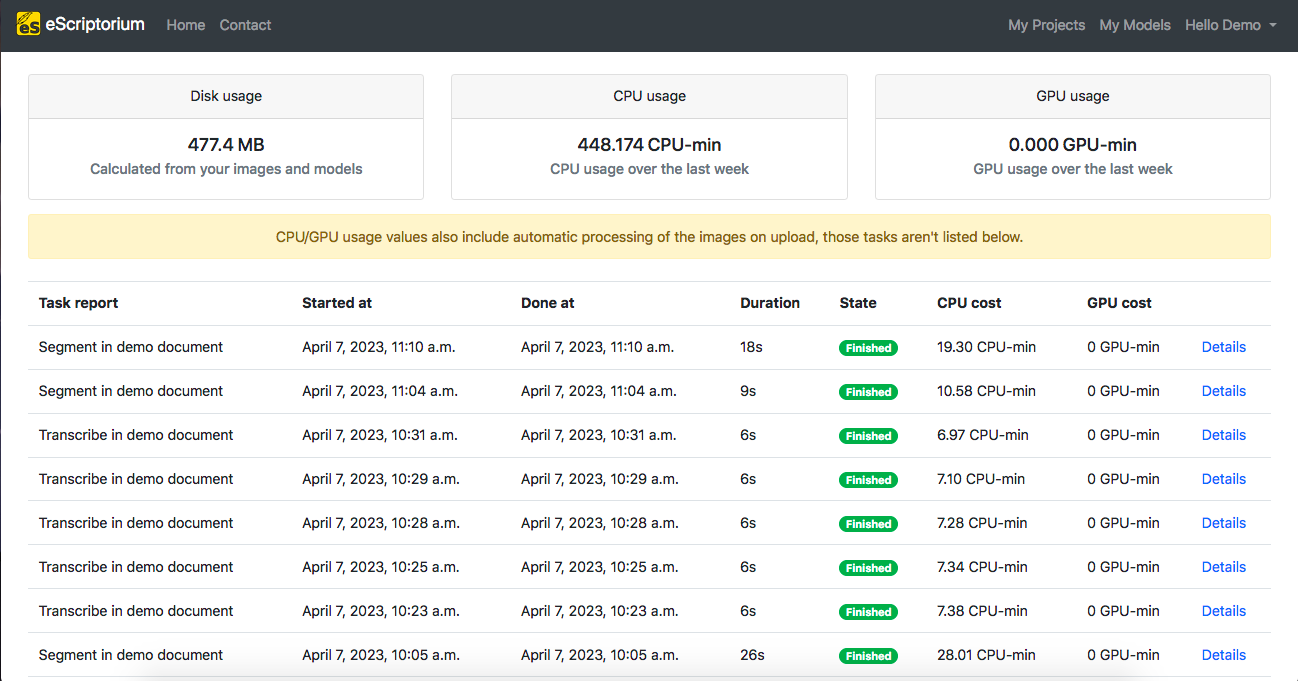 eScriptorium Home Contact My Projects My Models Hello Demo
Disk usage
477.4 MB
Calculated from your images and models
CPU usage
448.174 CPU-min
CPU usage over the last week
GPU usage
0.000 GPU-min
GPU usage over the last week
CPU/GPU usage values also include automatic processing of the images on upload, those tasks aren't listed below.
Task report Started at Done at Duration State CPU cost GPU cost
Segment in demo document April 7, 2023, 11:10 a.m. April 7, 2023, 11:10 a.m. 18s Finished 19.30 CPU-min 0 GPU-min Details
Segment in demo document April 7, 2023, 11:04 a.m. April 7, 2023, 11:04 a.m. 9s Finished 10.58 CPU-min 0 GPU-min Details
Transcribe in demo document April 7, 2023, 10:31 a.m. April 7, 2023, 10:31 a.m. 6s Finished 6.97 CPU-min 0 GPU-min Details
Transcribe in demo document April 7, 2023, 10:29 a.m. April 7, 2023, 10:29 a.m. 6s Finished 7.10 CPU-min 0 GPU-min Details
Transcribe in demo document April 7, 2023, 10:28 a.m. April 7, 2023, 10:28 a.m. 6s Finished 7.28 CPU-min 0 GPU-min Details
Transcribe in demo document April 7, 2023, 10:25 a.m. April 7, 2023, 10:25 a.m. 6s Finished 7.34 CPU-min 0 GPU-min Details
Transcribe in demo document April 7, 2023, 10:23 a.m. April 7, 2023, 10:23 a.m. 6s Finished 7.38 CPU-min 0 GPU-min Details
Segment in demo document April 7, 2023, 10:05 a.m. April 7, 2023, 10:05 a.m. 26s Finished 28.01 CPU-min 0 GPU-min Details